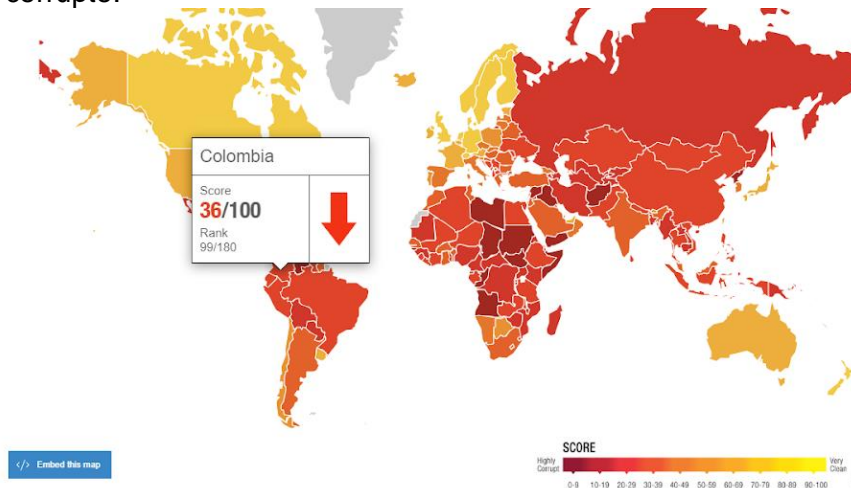 corrupto.
Colombia
Score
36/100
Rank
99/180
</> Embed this map
SCORE
Highly Corrupt
Very Clean
0-9 10-19 20-29 30-39 40-49 50-59 60-69 70-79 80-89 90-100